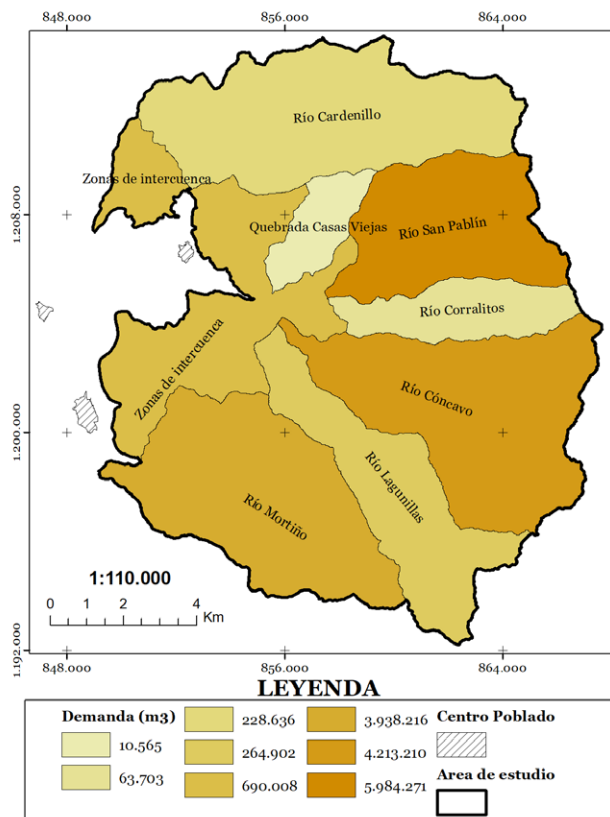 848.000 856.000 864.000
Río Cardenillo
Zonas de intercuenca
1.208.000
Quebrada Casas Viejas
Río San Pablín
Río Corralitos
Zonas de intercuenca
Río Cóncavo
1.200.000
Río Lagunillas
Río Mortiño
1:110.000
0 1 2 4
Km
1.192.000
848.000 856.000 864.000
LEYENDA
Demanda (m3)
10.565
63.703
228.636
264.902
690.008
3.938.216
4.213.210
5.984.271
Centro Poblado
Area de estudio